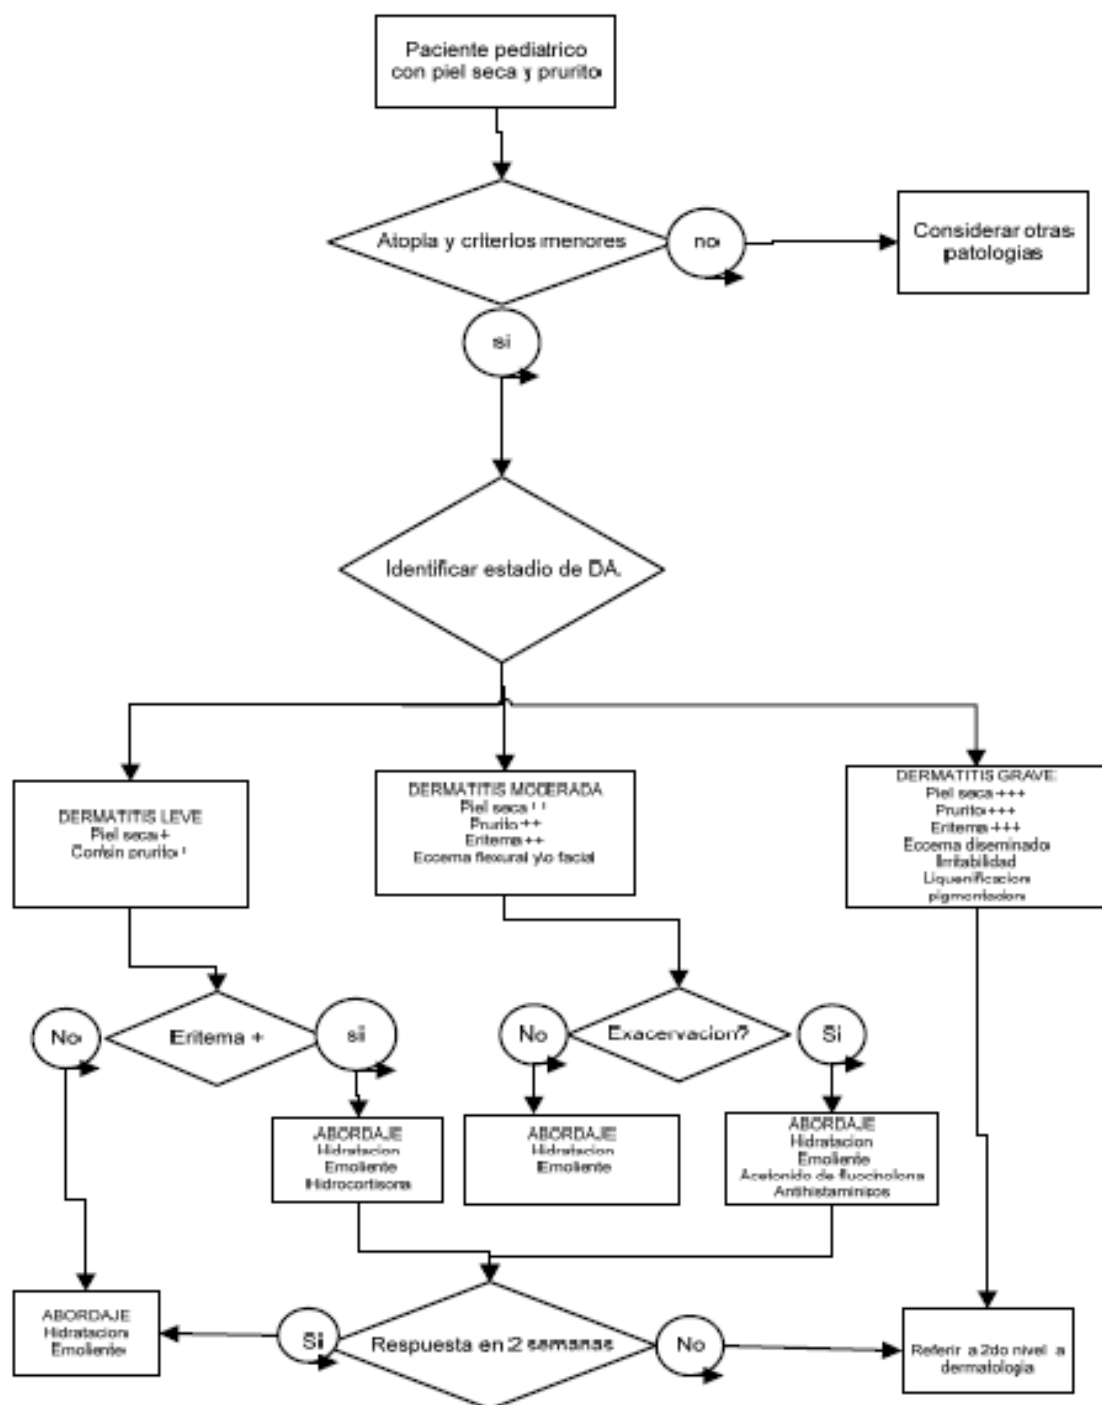 Paciente pediatrico
con piel seca y prurito
Atopia y criterios menores
no
Considerar otras
patologias
si
Identificar estadio de DA.
DERMATITIS LEVE
Piel seca +
Con/sin prurito
DERMATITIS MODERADA
Piel seca
Prurito ++
Eritema ++
Eccema flexural y/o facial
DERMATITIS GRAVE
Piel seca +++
Prurito +++
Eritema +++
Eccema diseminado
Irritabilidad
Liquenificacion
pigmentacion
No
Eritema +
si
No
Exacervacion?
Si
ABORDAJE
Hidratacion
Emoliente
Hidrocortisona
ABORDAJE
Hidratacion
Emoliente
ABORDAJE
Hidratacion
Emoliente
Acetonido de fluocinolona
Antihistaminicos
ABORDAJE
Hidratacion
Emoliente
Si
Respuesta en 2 semanas
No
Referir a 2do nivel a
dermatologia